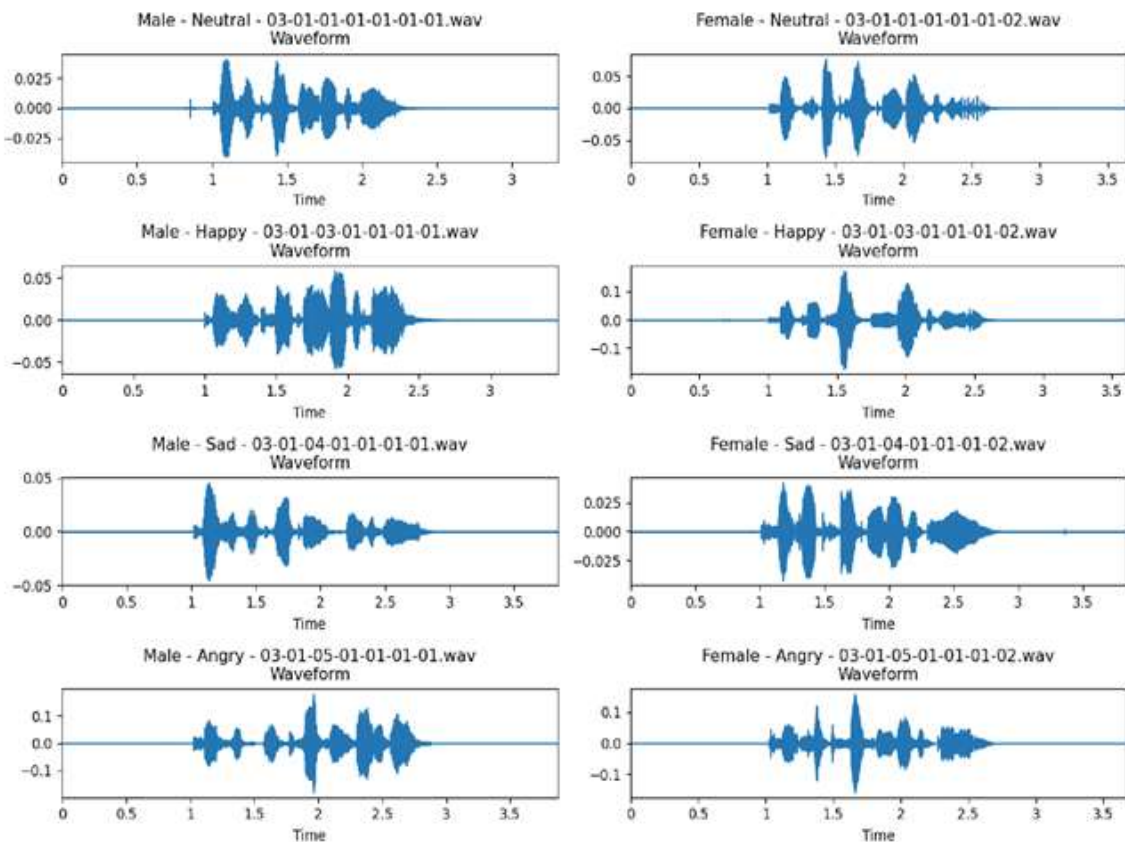 Male - Neutral - 03-01-01-01-01-01-01.wav
Waveform
0.025
0.000
−0.025
0 0.5 1 1.5 2 2.5 3
Time
Female - Neutral - 03-01-01-01-01-01-02.wav
Waveform
0.05
0.00
−0.05
0 0.5 1 1.5 2 2.5 3 3.5
Time
Male - Happy - 03-01-03-01-01-01-01.wav
Waveform
0.05
0.00
−0.05
0 0.5 1 1.5 2 2.5 3
Time
Female - Happy - 03-01-03-01-01-01-02.wav
Waveform
0.1
0.0
−0.1
0 0.5 1 1.5 2 2.5 3 3.5
Time
Male - Sad - 03-01-04-01-01-01-01.wav
Waveform
0.05
0.00
−0.05
0 0.5 1 1.5 2 2.5 3 3.5
Time
Female - Sad - 03-01-04-01-01-01-02.wav
Waveform
0.025
0.000
−0.025
0 0.5 1 1.5 2 2.5 3 3.5
Time
Male - Angry - 03-01-05-01-01-01-01.wav
Waveform
0.1
0.0
−0.1
0 0.5 1 1.5 2 2.5 3 3.5
Time
Female - Angry - 03-01-05-01-01-01-02.wav
Waveform
0.1
0.0
−0.1
0 0.5 1 1.5 2 2.5 3 3.5
Time